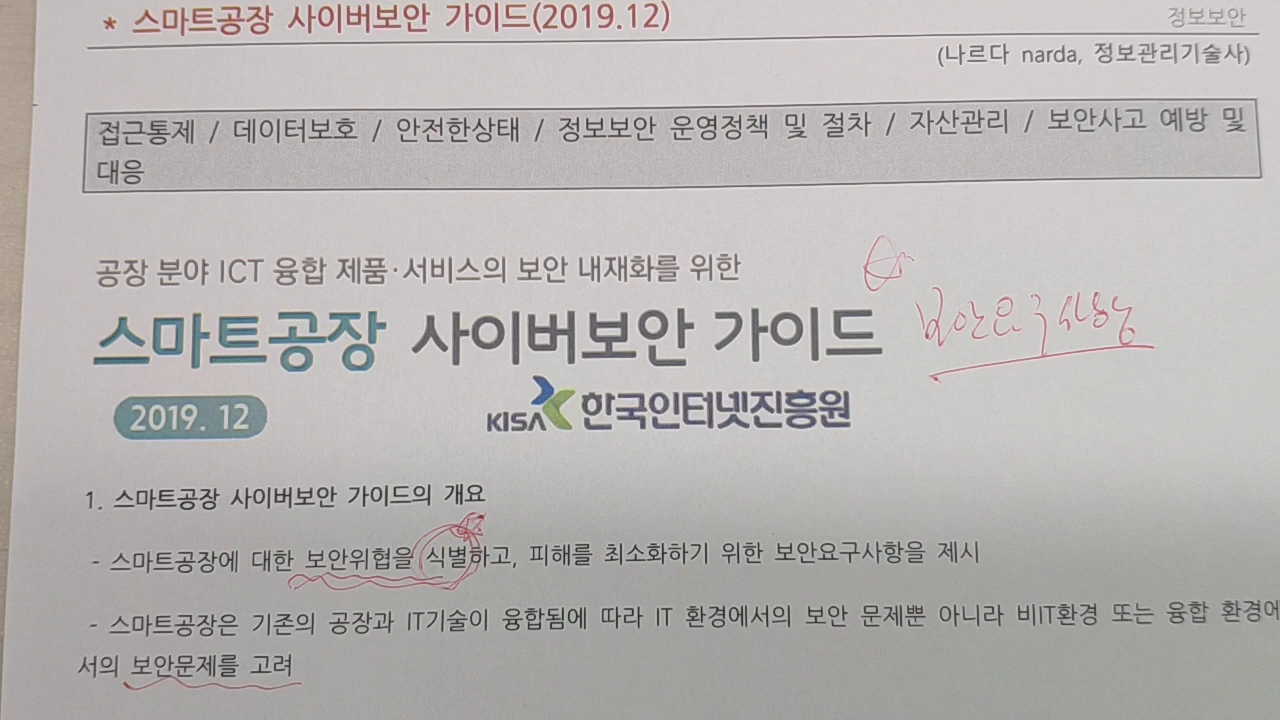 * 스마트공장 사이버보안 가이드(2019.12)
정보보안
(나르다 narda, 정보관리기술사)
접근통제 / 데이터보호 / 안전한상태 / 정보보안 운영정책 및 절차 / 자산관리 / 보안사고 예방 및
대응
공장 분야 ICT 융합 제품·서비스의 보안 내재화를 위한
스마트공장 사이버보안 가이드
보안요구사항
2019. 12
KISA 한국인터넷진흥원
1. 스마트공장 사이버보안 가이드의 개요
- 스마트공장에 대한 보안위협을 식별하고, 피해를 최소화하기 위한 보안요구사항을 제시
- 스마트공장은 기존의 공장과 IT기술이 융합됨에 따라 IT 환경에서의 보안 문제뿐 아니라 비IT환경 또는 융합 환경에
서의 보안문제를 고려